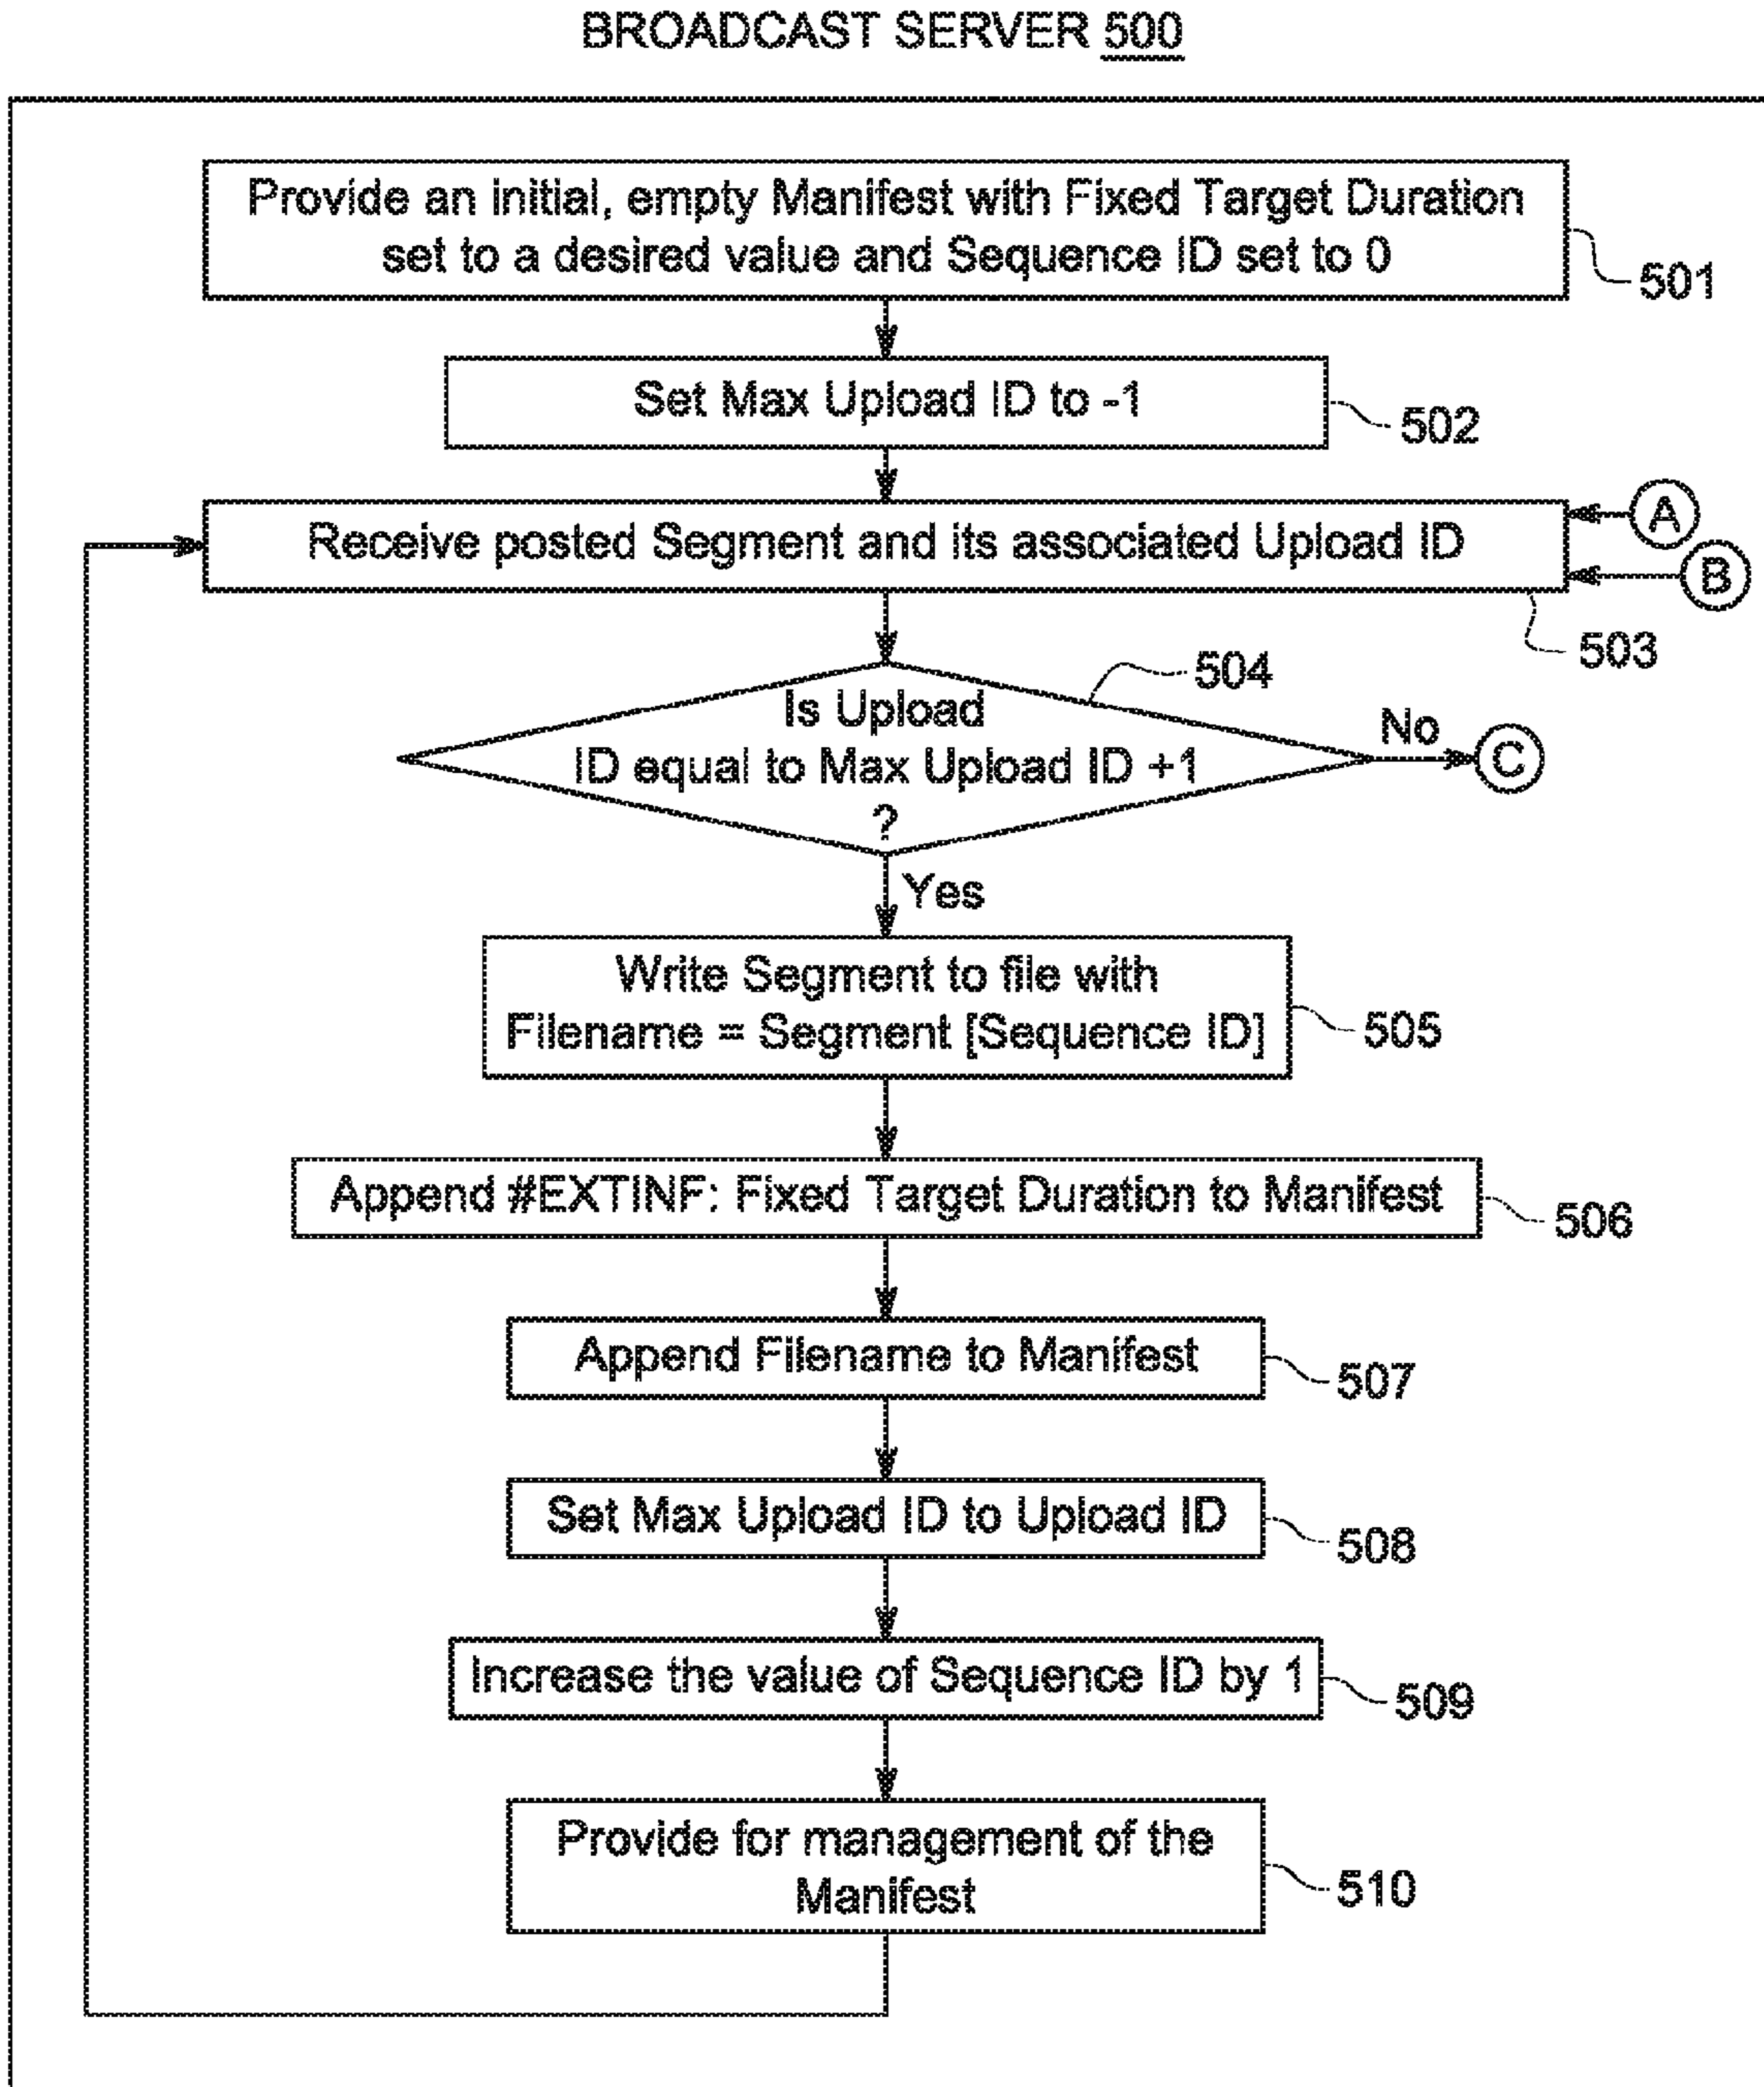 BROADCAST SERVER 500
Provide an initial, empty Manifest with Fixed Target Duration
set to a desired value and Sequence ID set to 0
501
Set Max Upload ID to -1
502
Receive posted Segment and its associated Upload ID
A
B
503
504
Is Upload
ID equal to Max Upload ID +1
?
No
C
Yes
Write Segment to file with
Filename = Segment [Sequence ID]
505
Append #EXTINF: Fixed Target Duration to Manifest
506
Append Filename to Manifest
507
Set Max Upload ID to Upload ID
508
Increase the value of Sequence ID by 1
509
Provide for management of the
Manifest
510